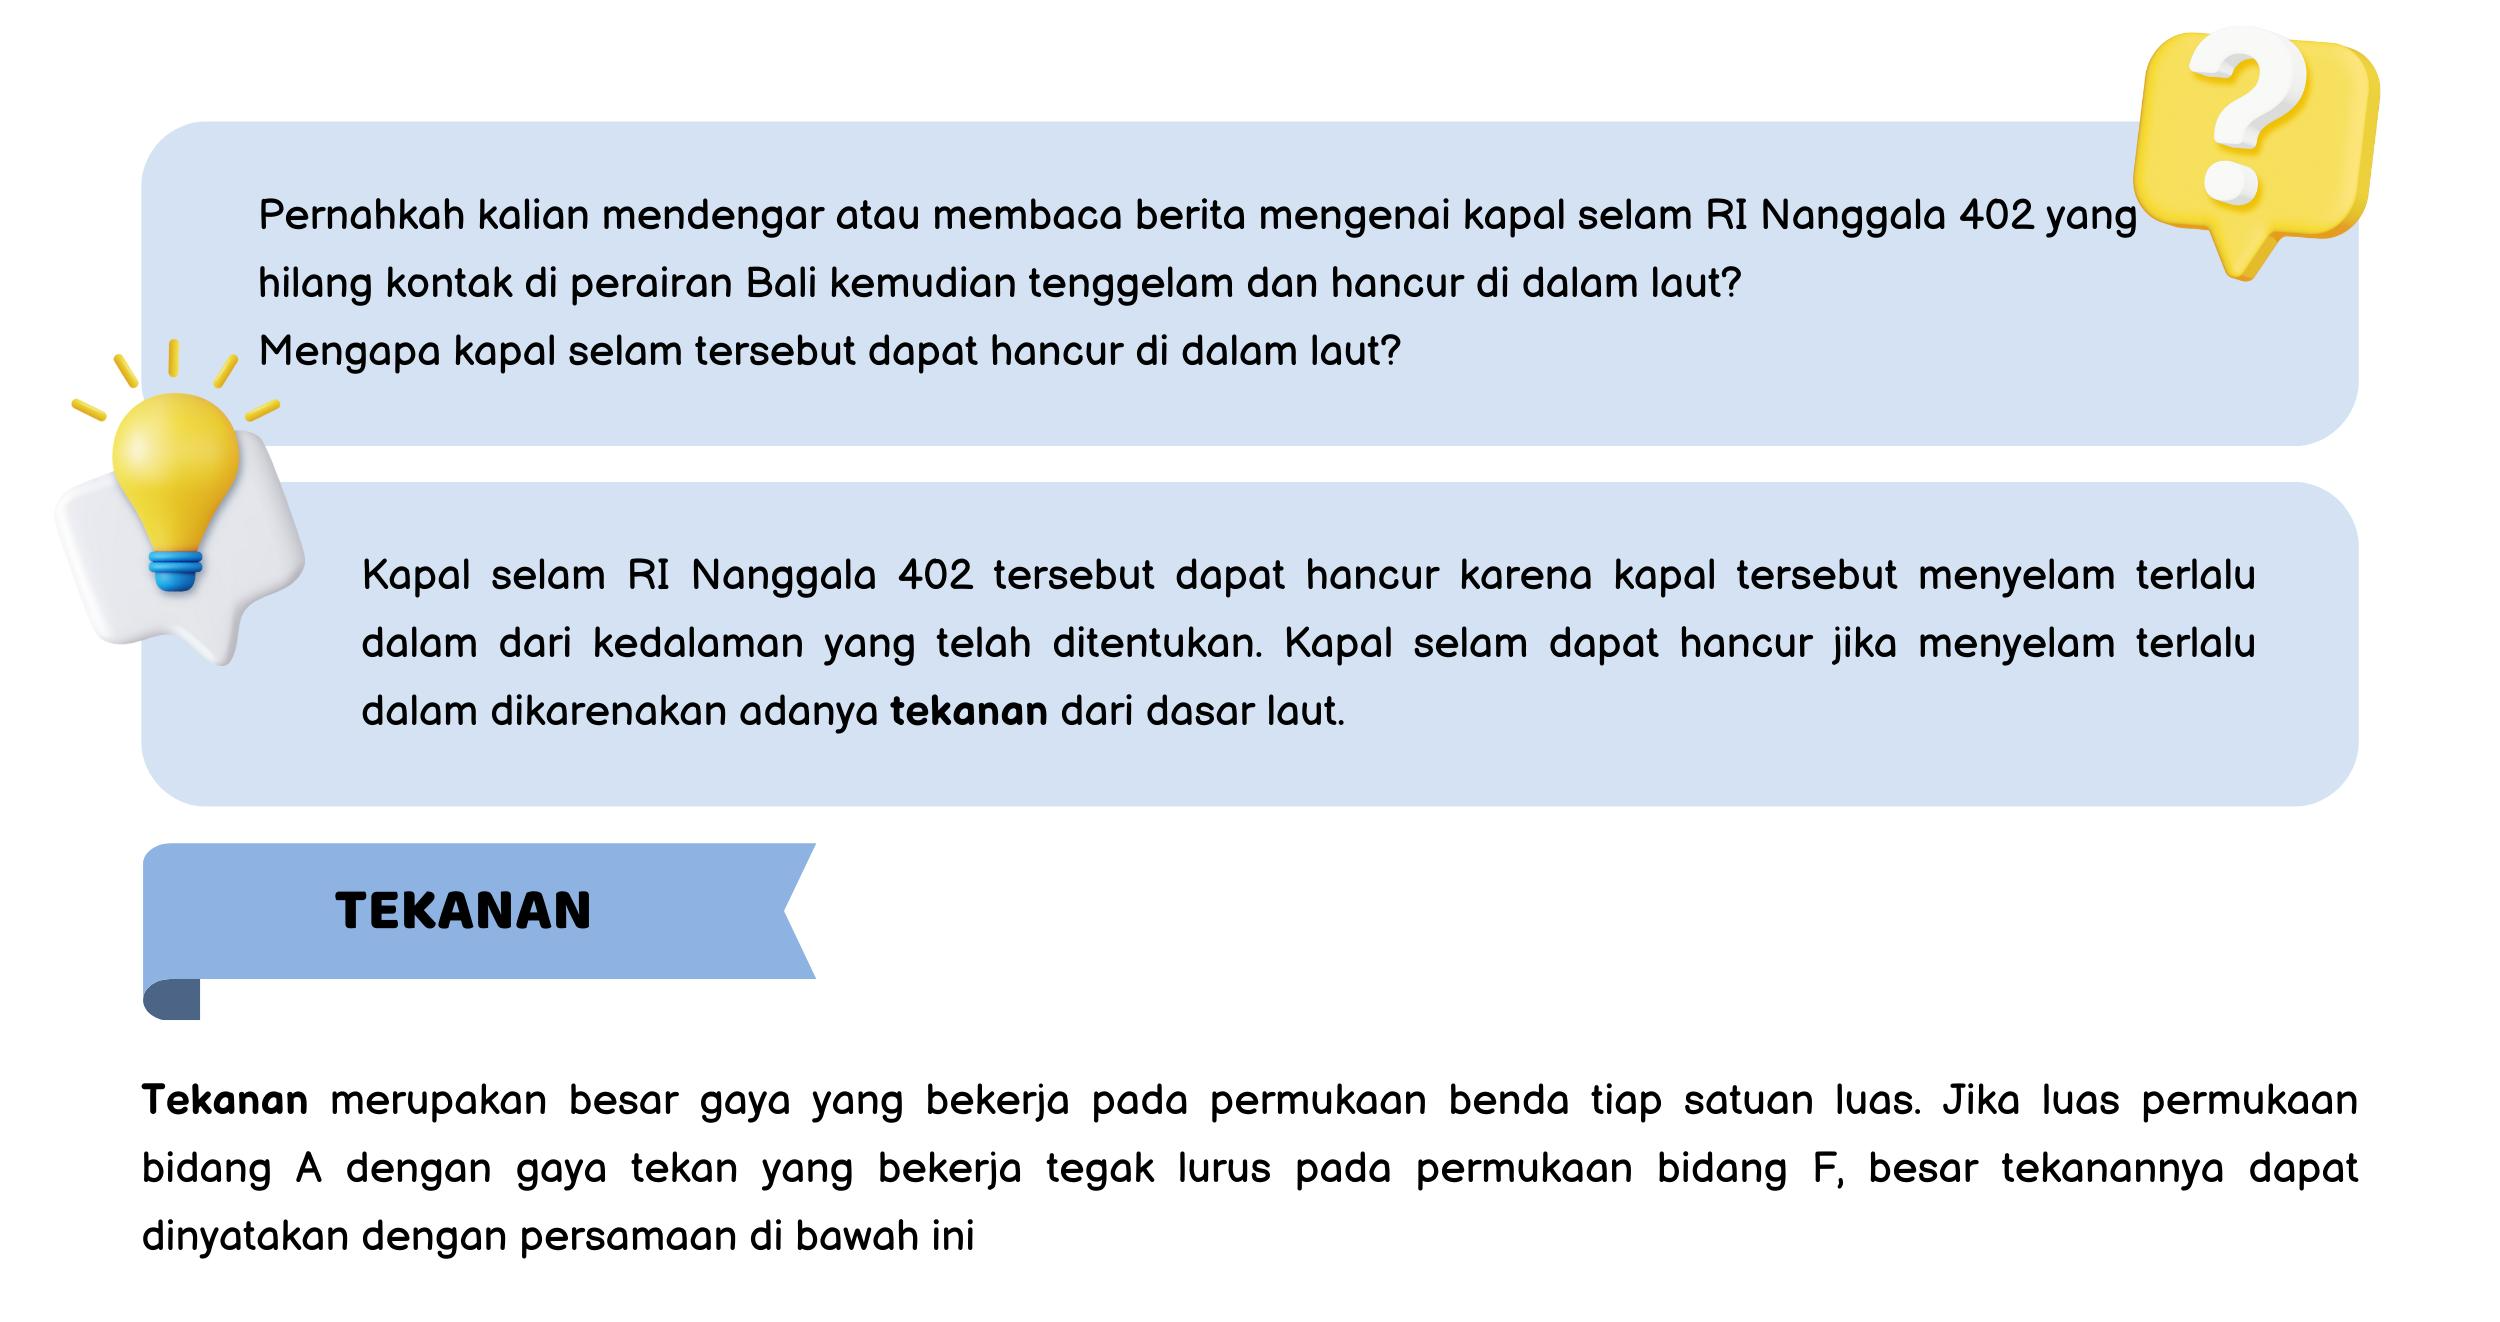 Pernahkah kalian mendengar atau membaca berita mengenai kapal selam RI Nanggala 402 yang
hilang kontak di perairan Bali kemudian tenggelam dan hancur di dalam laut?
Mengapa kapal selam tersebut dapat hancur di dalam laut?
Kapal selam RI Nanggala 402 tersebut dapat hancur karena kapal tersebut menyelam terlalu
dalam dari kedalaman yang telah ditentukan. Kapal selam dapat hancur jika menyelam terlalu
dalam dikarenakan adanya tekanan dari dasar laut.
TEKANAN
Tekanan merupakan besar gaya yang bekerja pada permukaan benda tiap satuan luas. Jika luas permukaan
bidang A dengan gaya tekan yang bekerja tegak lurus pada permukaan bidang F, besar tekanannya dapat
dinyatakan dengan persamaan di bawah ini